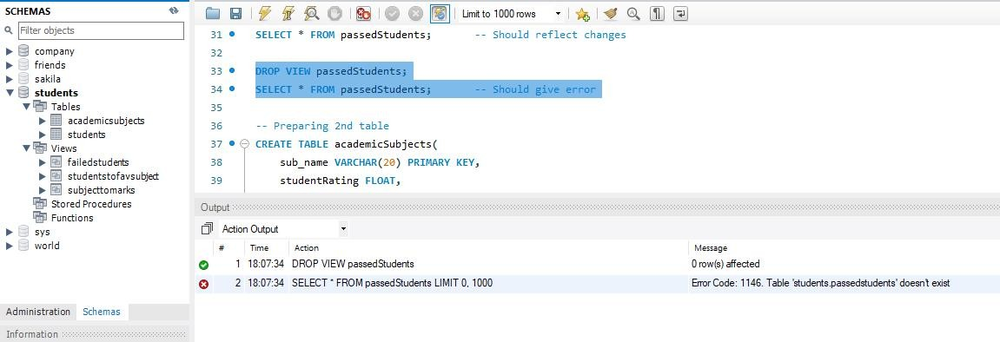 SCHEMAS
Filter objects
company
friends
sakila
students
Tables
academicsubjects
students
Views
failedstudents
studentstofavsubject
subjecttomarks
Stored Procedures
Functions
sys
world
Administration Schemas
Information
Limit to 1000 rows
31 SELECT * FROM passedStudents; -- Should reflect changes
32
33 DROP VIEW passedStudents;
34 SELECT * FROM passedStudents; -- Should give error
35
36 -- Preparing 2nd table
37 CREATE TABLE academicSubjects(
38 sub_name VARCHAR(20) PRIMARY KEY,
39 studentRating FLOAT,
Output
Action Output
# Time Action Message
1 18:07:34 DROP VIEW passedStudents 0 row(s) affected
2 18:07:34 SELECT * FROM passedStudents LIMIT 0, 1000 Error Code: 1146. Table 'students.passedstudents' doesn't exist